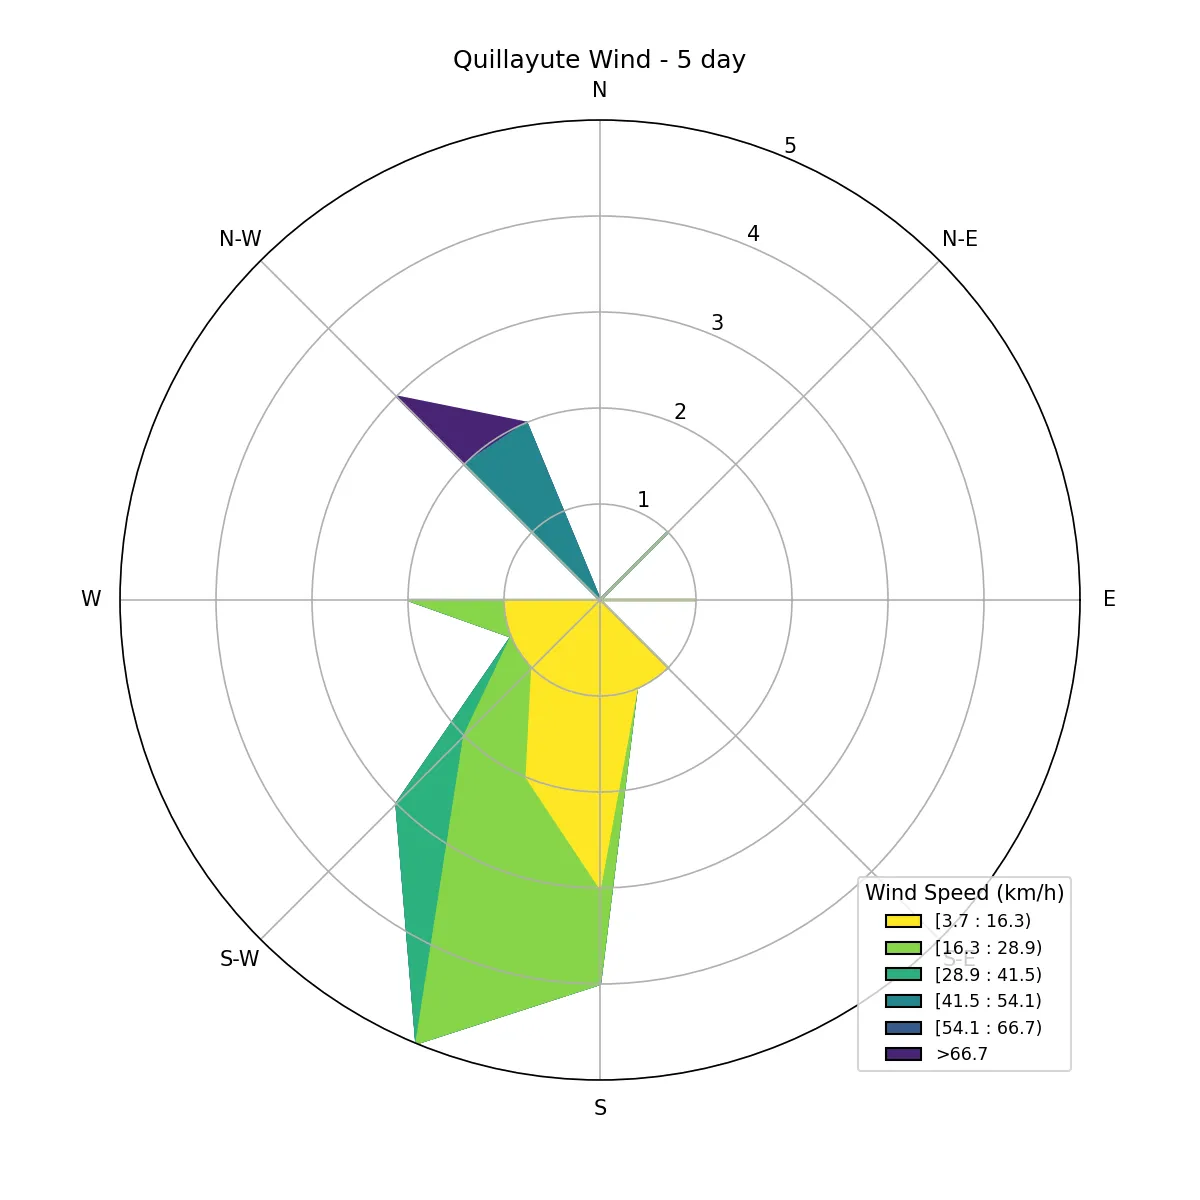 Quillayute Wind - 5 day
N
5
N-W
N-E
4
3
2
1
W
E
Wind Speed (km/h)
[3.7 : 16.3)
[16.3 : 28.9)
S-W
S-E
[28.9 : 41.5)
[41.5 : 54.1)
[54.1 : 66.7)
>66.7
S